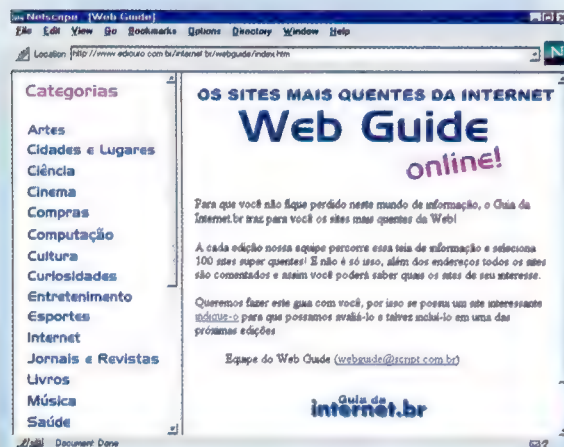 Netscape - [Web Guide]
File Edit View Go Bookmarks Options Directory Window Help
Location http://www.ediouro.com.br/internet.br/webguide/index.htm
N
Categorias
Artes
Cidades e Lugares
Ciência
Cinema
Compras
Computação
Cultura
Curiosidades
Entretenimento
Esportes
Internet
Jornais e Revistas
Livros
Música
Saúde
OS SITES MAIS QUENTES DA INTERNET
Web Guide
online!
Para que você não fique perdido neste mundo de informação, o Guia da
Internet.br traz para você os sites mais quentes da Web!
A cada edição nossa equipe percorre essa teia de informação e seleciona
100 sites super quentes! E não é só isso, além dos endereços todos os sites
são comentados e assim você poderá saber quais os sites de seu interesse.
Queremos fazer este guia com você, por isso se possui um site interessante
indique-o para que possamos avaliá-lo e talvez incluí-lo em uma das
próximas edições
Equipe do Web Guide (webguide@script.com.br)
Guia da
internet.br
Document Done